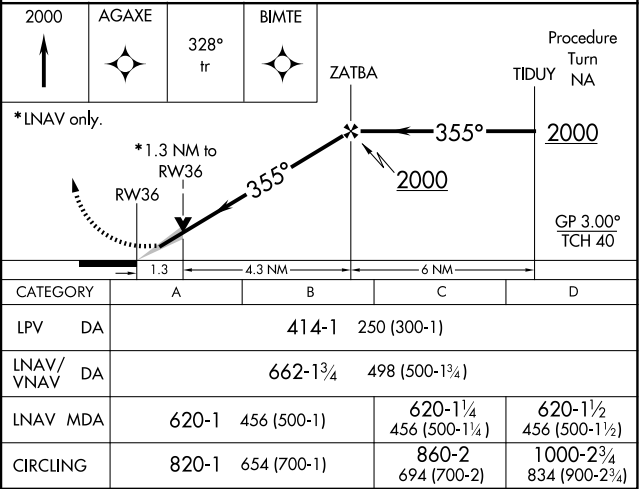 2000
AGAXE
328°
tr
BIMTE
Procedure
Turn
NA
ZATBA
TIDUY
*LNAV only.
355°
2000
*1.3 NM to
RW36
RW36
355°
2000
GP 3.00°
TCH 40
1.3
4.3 NM
6 NM
CATEGORY A B C D
LPV DA 414-1 250 (300-1)
LNAV/
VNAV DA 662-1¾ 498 (500-1¾)
LNAV MDA 620-1 456 (500-1) 620-1¼ 456 (500-1¼) 620-1½ 456 (500-1½)
CIRCLING 820-1 654 (700-1) 860-2 694 (700-2) 1000-2¾ 834 (900-2¾)